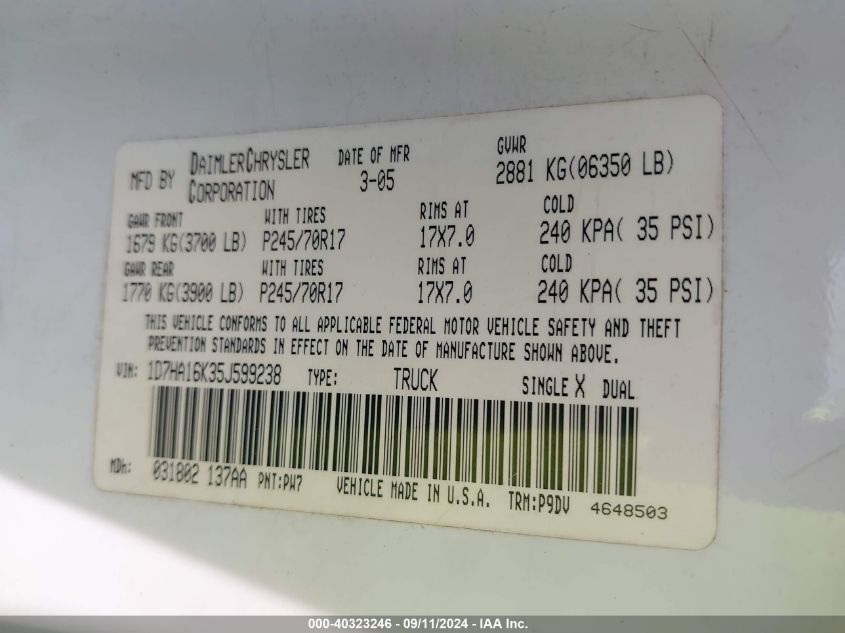 MFD BY DAIMLERCHRYSLER CORPORATION DATE OF MFR 3-05 GVWR 2881 KG(06350 LB)
GAWR FRONT WITH TIRES RIMS AT COLD
1679 KG(3700 LB) P245/70R17 17X7.0 240 KPA( 35 PSI)
GAWR REAR WITH TIRES RIMS AT COLD
1770 KG(3900 LB) P245/70R17 17X7.0 240 KPA( 35 PSI)
THIS VEHICLE CONFORMS TO ALL APPLICABLE FEDERAL MOTOR VEHICLE SAFETY AND THEFT
PREVENTION STANDARDS IN EFFECT ON THE DATE OF MANUFACTURE SHOWN ABOVE.
VIN: 1D7HA16K35J599238 TYPE: TRUCK SINGLE X DUAL
MDH: 031802 137AA PNT:PW7 VEHICLE MADE IN U.S.A. TRM:P9DV 4648503
000-40323246 - 09/11/2024 - IAA Inc.